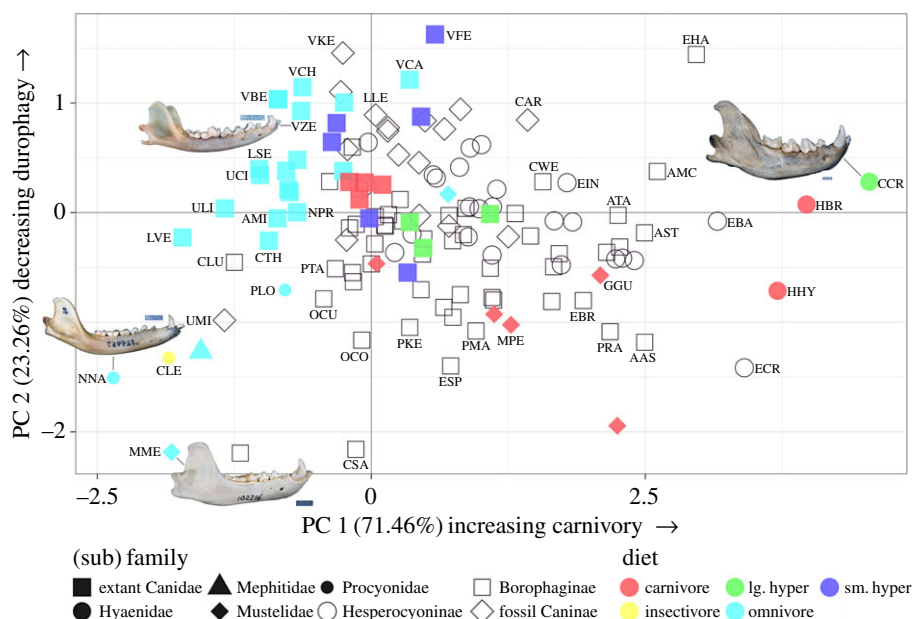 PC 2 (23.26%) decreasing durophagy →
VKE
VFE
EHA
VCH
VCA
VBE
LLE
CAR
1
VZE
LSE
CWE
EIN
AMC
CCR
UCI
ULI
AMI
NPR
ATA
HBR
0
EBA
AST
LVE
CTH
CLU
PTA
GGU
PLO
OCU
HHY
UMI
EBR
OCO
PKE
PMA
MPE
PRA
AAS
NNA
CLE
ESP
ECR
−2
MME
CSA
102216
−2.5 0 2.5
PC 1 (71.46%) increasing carnivory →
(sub) family diet
extant Canidae Mephitidae Procyonidae Borophaginae carnivore lg. hyper sm. hyper
Hyaenidae Mustelidae Hesperocyoninae fossil Caninae insectivore omnivore